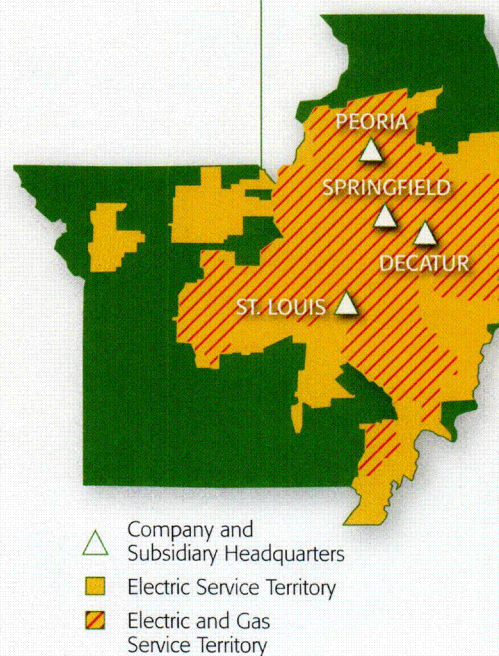 PEORIA
SPRINGFIELD
DECATUR
ST. LOUIS
Company and
Subsidiary Headquarters
Electric Service Territory
Electric and Gas
Service Territory